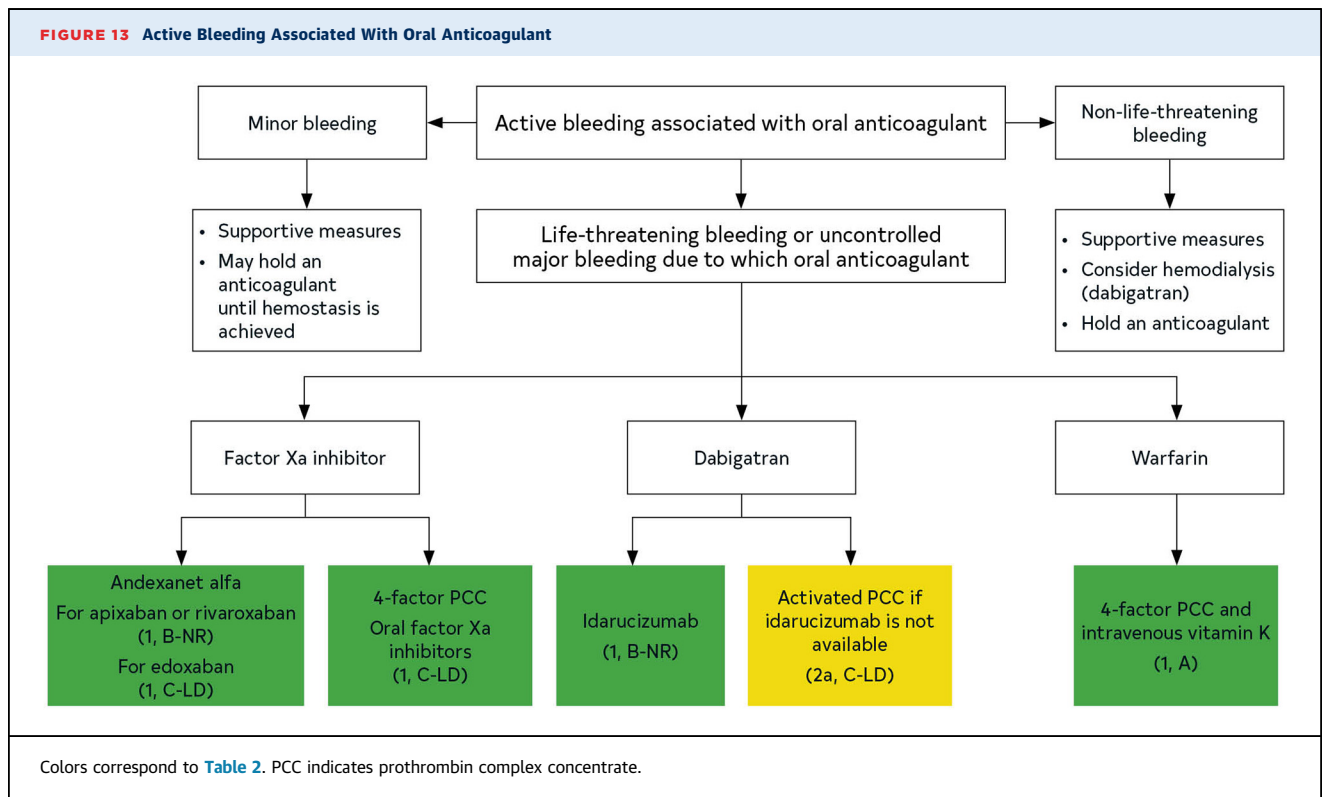 FIGURE 13 Active Bleeding Associated With Oral Anticoagulant
Minor bleeding
Active bleeding associated with oral anticoagulant
Non-life-threatening
bleeding
• Supportive measures
• May hold an
anticoagulant
until hemostasis is
achieved
Life-threatening bleeding or uncontrolled
major bleeding due to which oral anticoagulant
• Supportive measures
• Consider hemodialysis
(dabigatran)
• Hold an anticoagulant
Factor Xa inhibitor
Dabigatran
Warfarin
Andexanet alfa
For apixaban or rivaroxaban
(1, B-NR)
For edoxaban
(1, C-LD)
4-factor PCC
Oral factor Xa
inhibitors
(1, C-LD)
Idarucizumab
(1, B-NR)
Activated PCC if
idarucizumab is not
available
(2a, C-LD)
4-factor PCC and
intravenous vitamin K
(1, A)
Colors correspond to Table 2. PCC indicates prothrombin complex concentrate.